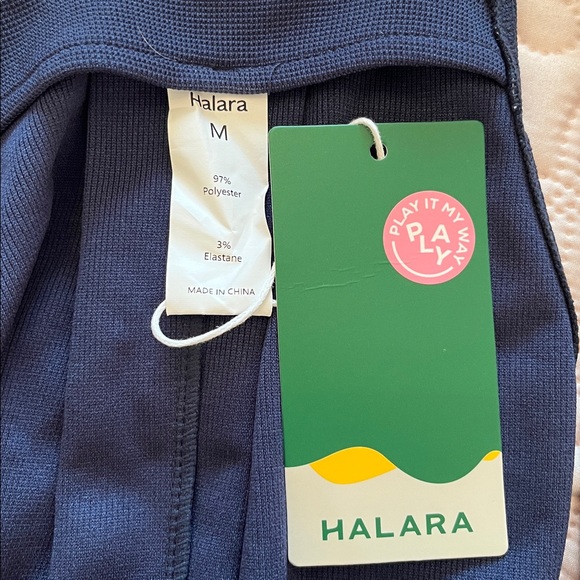 Halara
M
97%
Polyester
3%
Elastane
MADE IN CHINA
PLAY IT MY WAY
PLAY
HALARA